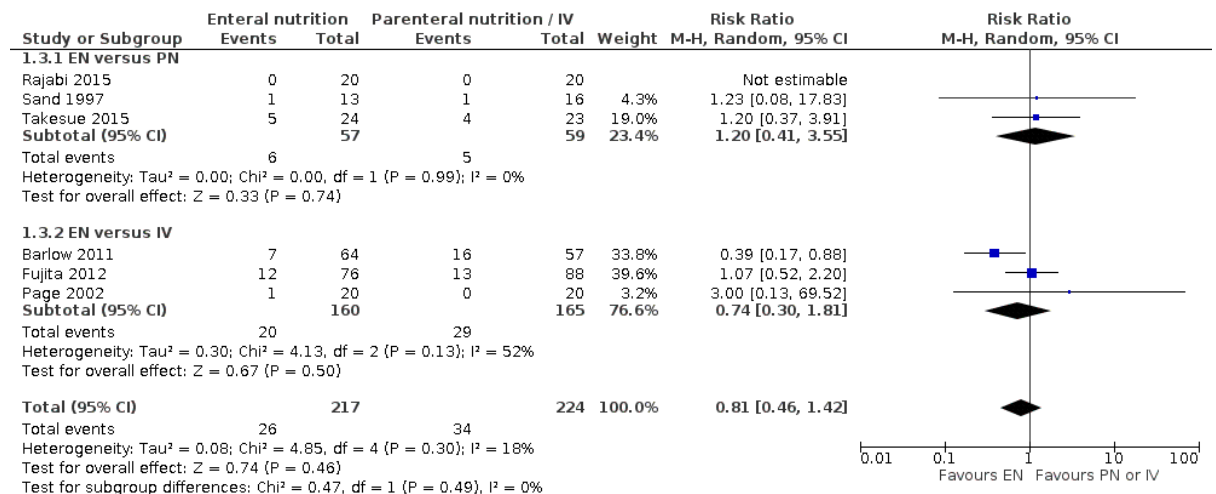 Enteral nutrition Parenteral nutrition / IV Risk Ratio Risk Ratio
Study or Subgroup Events Total Events Total Weight M-H, Random, 95% CI M-H, Random, 95% CI
1.3.1 EN versus PN
Rajabi 2015 0 20 0 20 Not estimable
Sand 1997 1 13 1 16 4.3% 1.23 [0.08, 17.83]
Takesue 2015 5 24 4 23 19.0% 1.20 [0.37, 3.91]
Subtotal (95% CI) 57 59 23.4% 1.20 [0.41, 3.55]
Total events 6 5
Heterogeneity: Tau² = 0.00; Chi² = 0.00, df = 1 (P = 0.99); I² = 0%
Test for overall effect: Z = 0.33 (P = 0.74)
1.3.2 EN versus IV
Barlow 2011 7 64 16 57 33.8% 0.39 [0.17, 0.88]
Fujita 2012 12 76 13 88 39.6% 1.07 [0.52, 2.20]
Page 2002 1 20 0 20 3.2% 3.00 [0.13, 69.52]
Subtotal (95% CI) 160 165 76.6% 0.74 [0.30, 1.81]
Total events 20 29
Heterogeneity: Tau² = 0.30; Chi² = 4.13, df = 2 (P = 0.13); I² = 52%
Test for overall effect: Z = 0.67 (P = 0.50)
Total (95% CI) 217 224 100.0% 0.81 [0.46, 1.42]
Total events 26 34
Heterogeneity: Tau² = 0.08; Chi² = 4.85, df = 4 (P = 0.30); I² = 18%
Test for overall effect: Z = 0.74 (P = 0.46)
Test for subgroup differences: Chi² = 0.47, df = 1 (P = 0.49), I² = 0%
0.01 0.1 1 10 100
Favours EN Favours PN or IV